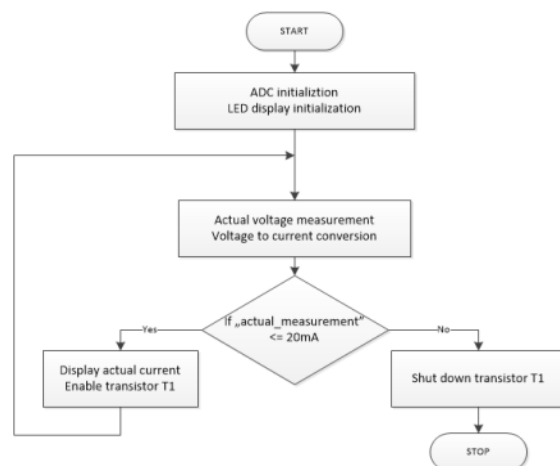 START
ADC initializtion
LED display initialization
Actual voltage measurement
Voltage to current conversion
If „actual_measurement”
<= 20mA
Yes
No
Display actual current
Enable transistor T1
Shut down transistor T1
STOP